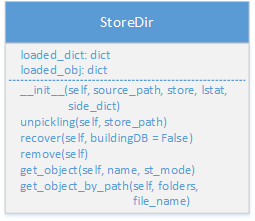 StoreDir
loaded_dict: dict
loaded_obj: dict
__init__(self, source_path, store, lstat,
side_dict)
unpickling(self, store_path)
recover(self, buildingDB = False)
remove(self)
get_object(self, name, st_mode)
get_object_by_path(self, folders,
file_name)